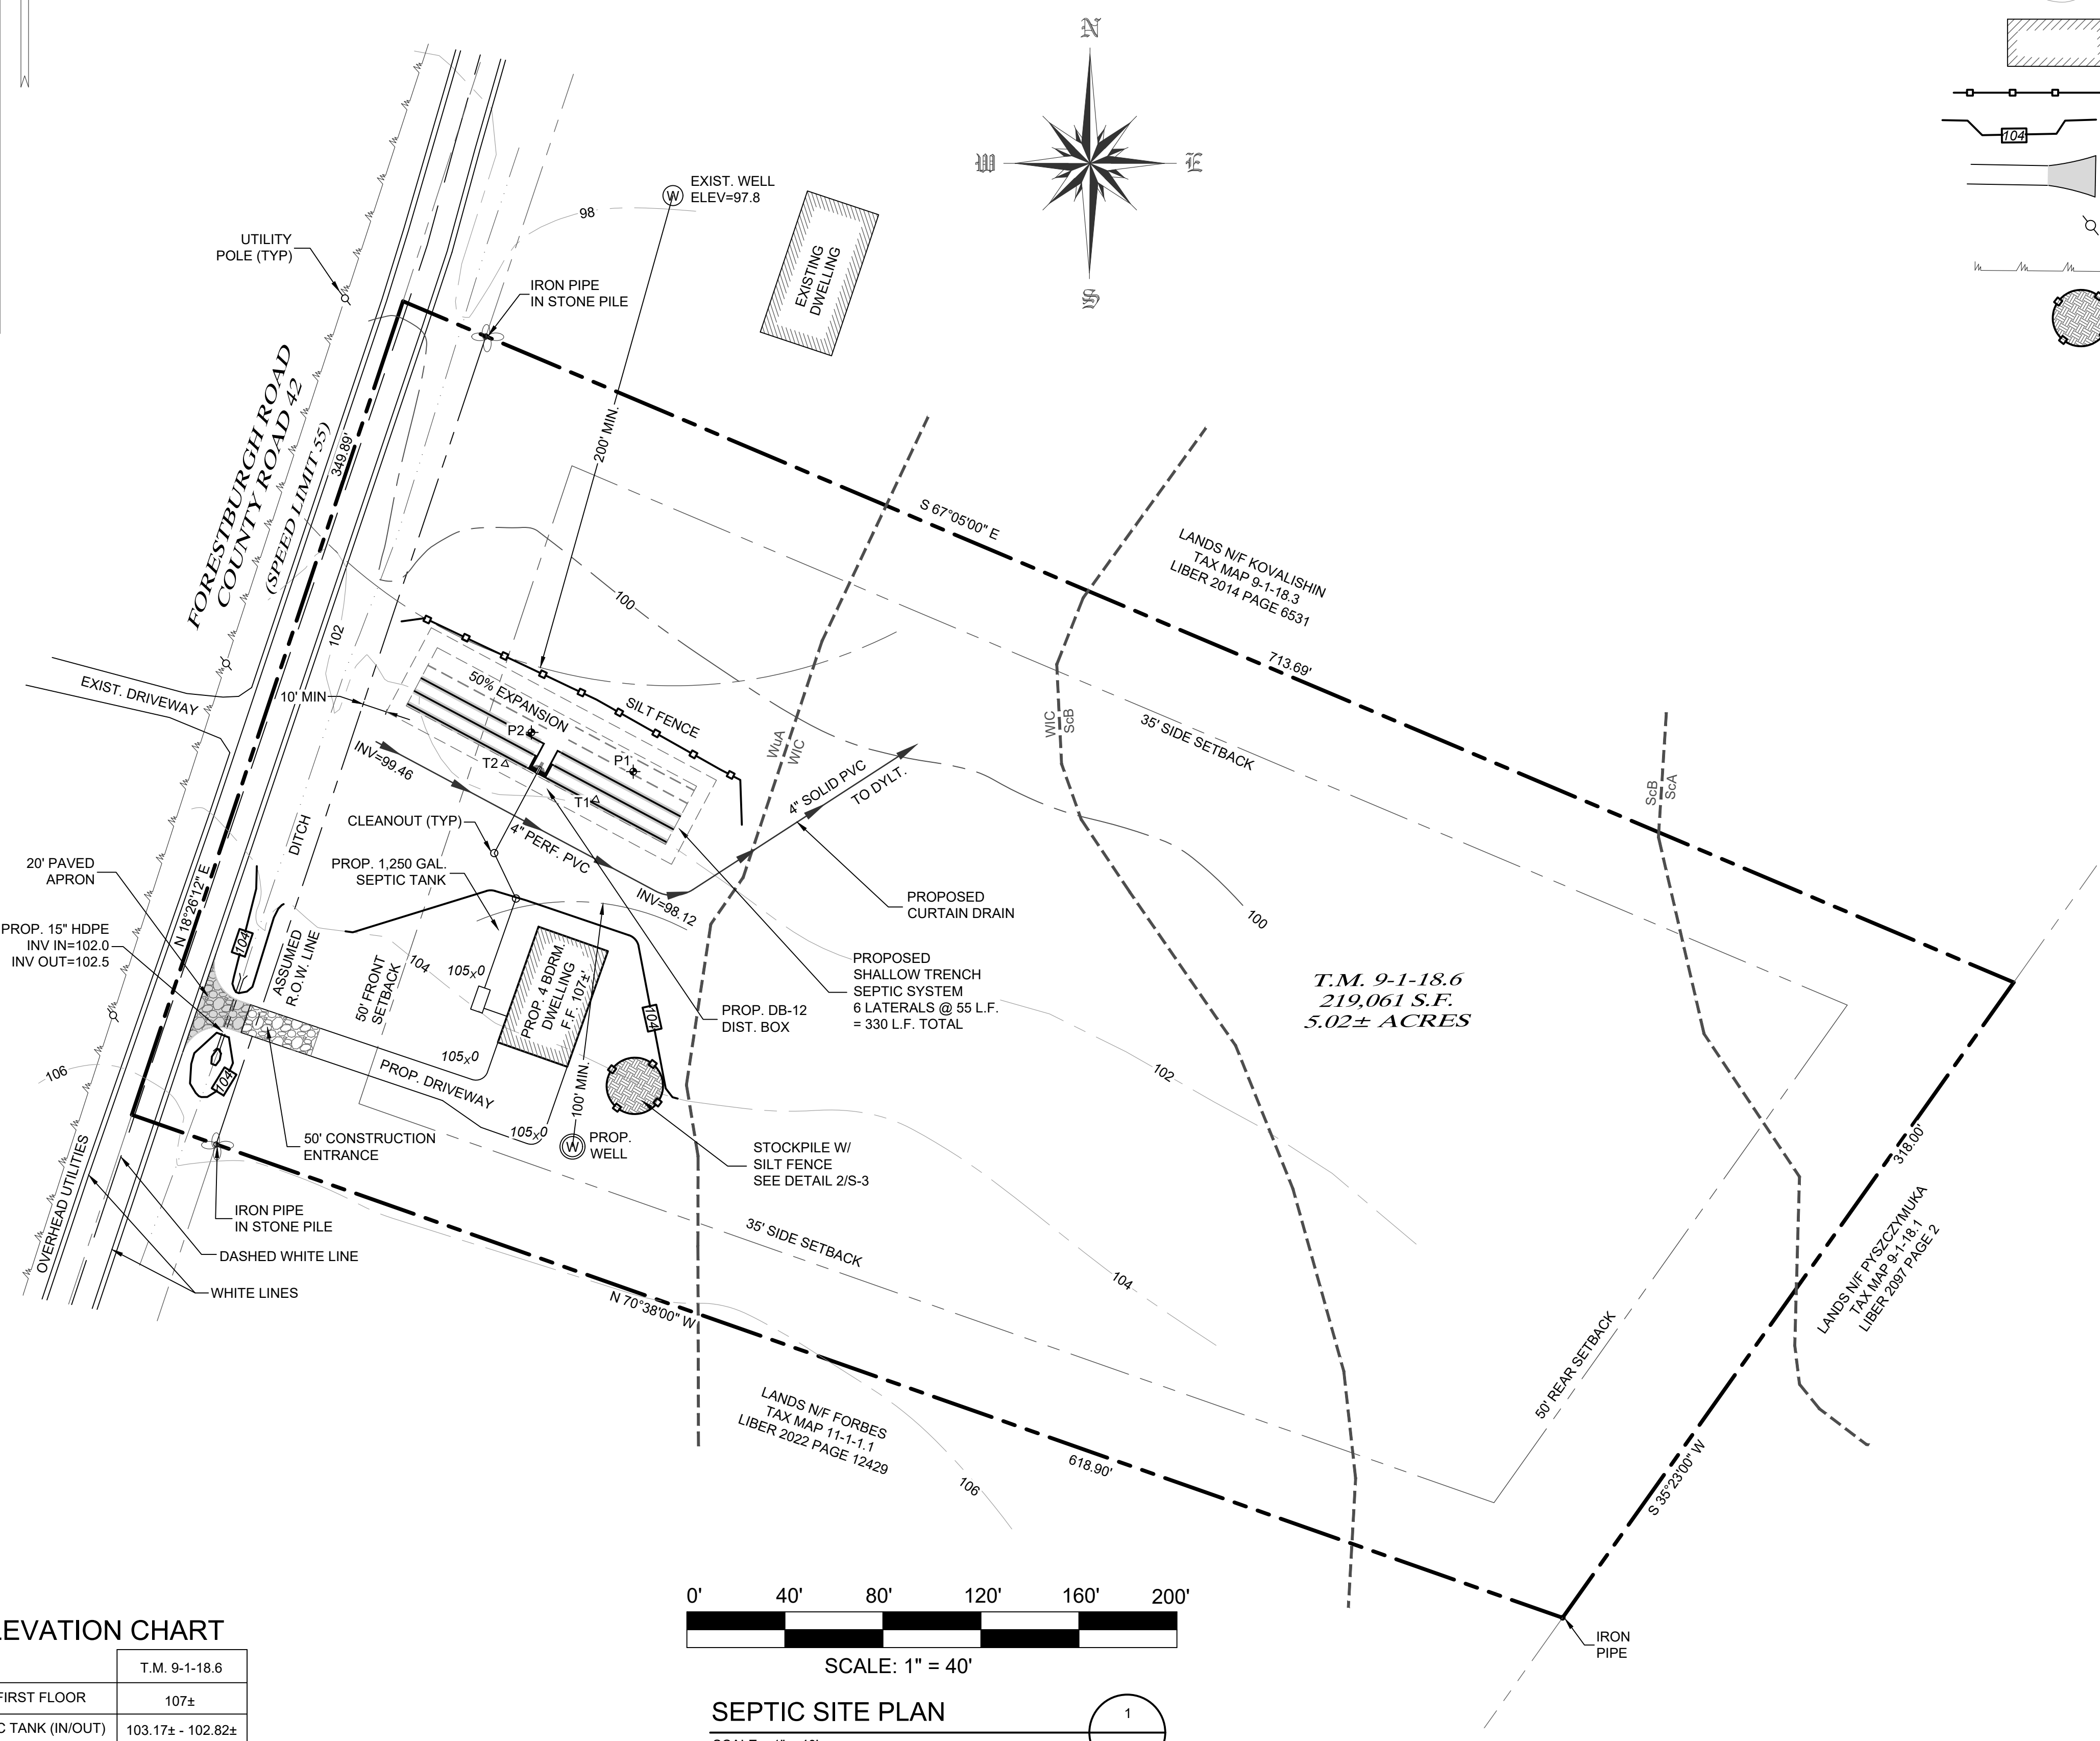 N
W
E
S
104
EXIST. WELL
ELEV=97.8
98
UTILITY
POLE (TYP)
IRON PIPE
IN STONE PILE
EXISTING
DWELLING
FORESTBURGH ROAD
COUNTY ROAD 42
(SPEED LIMIT 55)
349.89'
200' MIN.
S 67°05'00" E
LANDS N/F KOVALISHIN
TAX MAP 9-1-18.3
LIBER 2014 PAGE 6531
713.69'
35' SIDE SETBACK
100
102
EXIST. DRIVEWAY
10' MIN
50% EXPANSION
SILT FENCE
P2
P1
T2
T1
INV=99.46
4" PERF. PVC
INV=98.12
4" SOLID PVC
TO DYLT.
WuA
WlC
WlC
ScB
ScB
ScA
CLEANOUT (TYP)
DITCH
PROP. 1,250 GAL.
SEPTIC TANK
20' PAVED
APRON
PROP. 15" HDPE
INV IN=102.0
INV OUT=102.5
N 18°26'12" E
104
ASSUMED
R.O.W. LINE
50' FRONT
SETBACK
104
105x0
PROP. 4 BDRM.
DWELLING
F.F. 107±'
PROPOSED
CURTAIN DRAIN
100
PROPOSED
SHALLOW TRENCH
SEPTIC SYSTEM
6 LATERALS @ 55 L.F.
= 330 L.F. TOTAL
PROP. DB-12
DIST. BOX
T.M. 9-1-18.6
219,061 S.F.
5.02± ACRES
104
105x0
106
104
PROP. DRIVEWAY
100' MIN.
102
105x0
W
W
PROP.
WELL
50' CONSTRUCTION
ENTRANCE
STOCKPILE W/
SILT FENCE
SEE DETAIL 2/S-3
318.00'
OVERHEAD UTILITIES
IRON PIPE
IN STONE PILE
DASHED WHITE LINE
WHITE LINES
35' SIDE SETBACK
104
LANDS N/F PYSZCZYMUKA
TAX MAP 9-1-18.1
LIBER 2097 PAGE 2
N 70°38'00" W
50' REAR SETBACK
LANDS N/F FORBES
TAX MAP 11-1-1.1
LIBER 2022 PAGE 12429
618.90'
106
S 35°23'00" W
0' 40' 80' 120' 160' 200'
SCALE: 1" = 40'
IRON
PIPE
LEVATION CHART
T.M. 9-1-18.6
FIRST FLOOR 107±
C TANK (IN/OUT) 103.17± - 102.82±
SEPTIC SITE PLAN
1